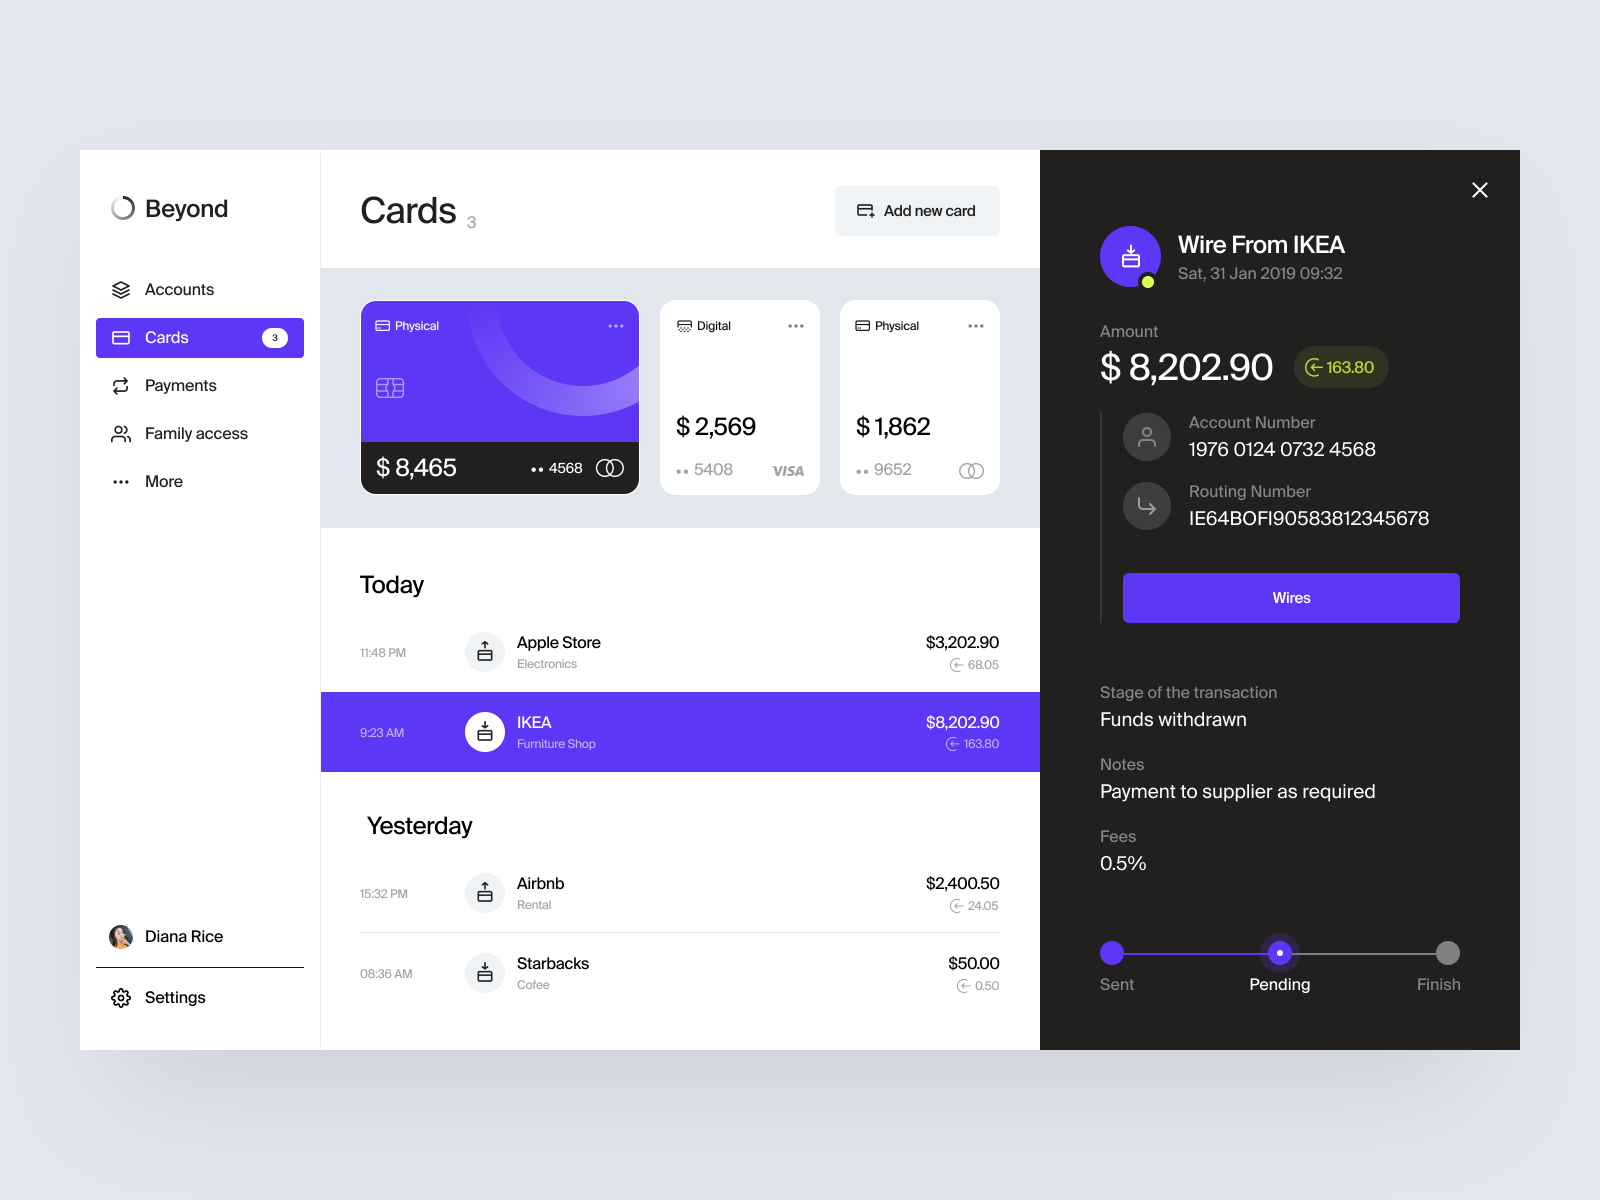 Beyond
Accounts
Cards 3
Payments
Family access
More
Diana Rice
Settings
Cards 3
Add new card
Physical
$ 8,465 •• 4568
Digital
$ 2,569
•• 5408 VISA
Physical
$ 1,862
•• 9652
Today
11:48 PM
Apple Store
Electronics
$3,202.90
68.05
9:23 AM
IKEA
Furniture Shop
$8,202.90
163.80
Yesterday
15:32 PM
Airbnb
Rental
$2,400.50
24.05
08:36 AM
Starbacks
Cofee
$50.00
0.50
Wire From IKEA
Sat, 31 Jan 2019 09:32
Amount
$ 8,202.90 163.80
Account Number
1976 0124 0732 4568
Routing Number
IE64BOFI90583812345678
Wires
Stage of the transaction
Funds withdrawn
Notes
Payment to supplier as required
Fees
0.5%
Sent Pending Finish